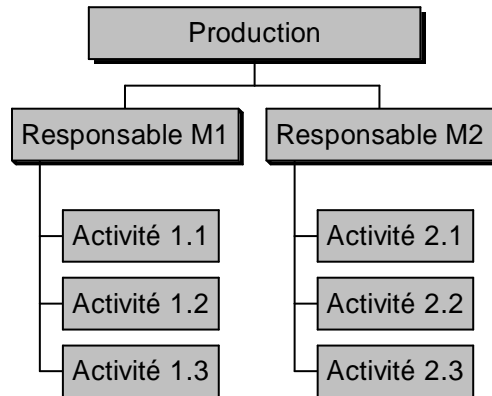 Production
Responsable M1
Responsable M2
Activité 1.1
Activité 2.1
Activité 1.2
Activité 2.2
Activité 1.3
Activité 2.3